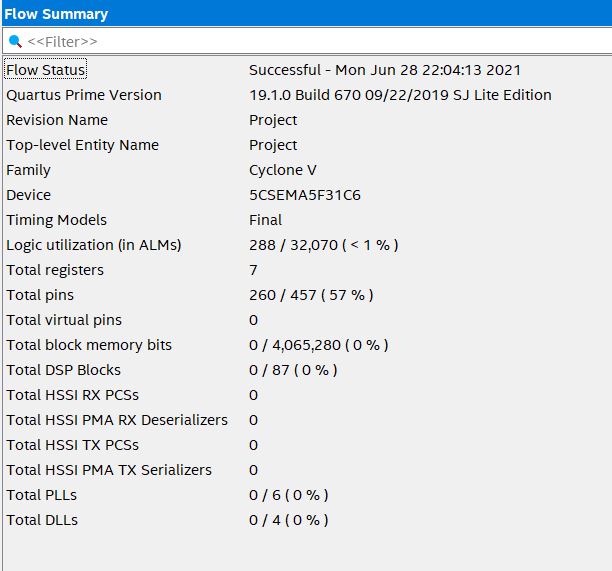 Flow Summary
<<Filter>>
Flow Status Successful - Mon Jun 28 22:04:13 2021
Quartus Prime Version 19.1.0 Build 670 09/22/2019 SJ Lite Edition
Revision Name Project
Top-level Entity Name Project
Family Cyclone V
Device 5CSEMA5F31C6
Timing Models Final
Logic utilization (in ALMs) 288 / 32,070 ( < 1 % )
Total registers 7
Total pins 260 / 457 ( 57 % )
Total virtual pins 0
Total block memory bits 0 / 4,065,280 ( 0 % )
Total DSP Blocks 0 / 87 ( 0 % )
Total HSSI RX PCSs 0
Total HSSI PMA RX Deserializers 0
Total HSSI TX PCSs 0
Total HSSI PMA TX Serializers 0
Total PLLs 0 / 6 ( 0 % )
Total DLLs 0 / 4 ( 0 % )